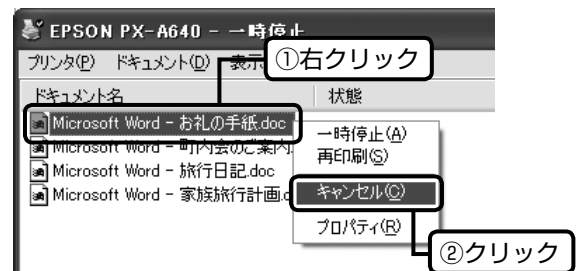 EPSON PX-A640 - 一時停止
プリンタ(P) ドキュメント(D) 表示
①右クリック
ドキュメント名 状態
Microsoft Word - お礼の手紙.doc
Microsoft Word - 町内会のご案内.
Microsoft Word - 旅行日記.doc
Microsoft Word - 家族旅行計画.d
一時停止(A)
再印刷(S)
キャンセル(C)
プロパティ(R)
②クリック